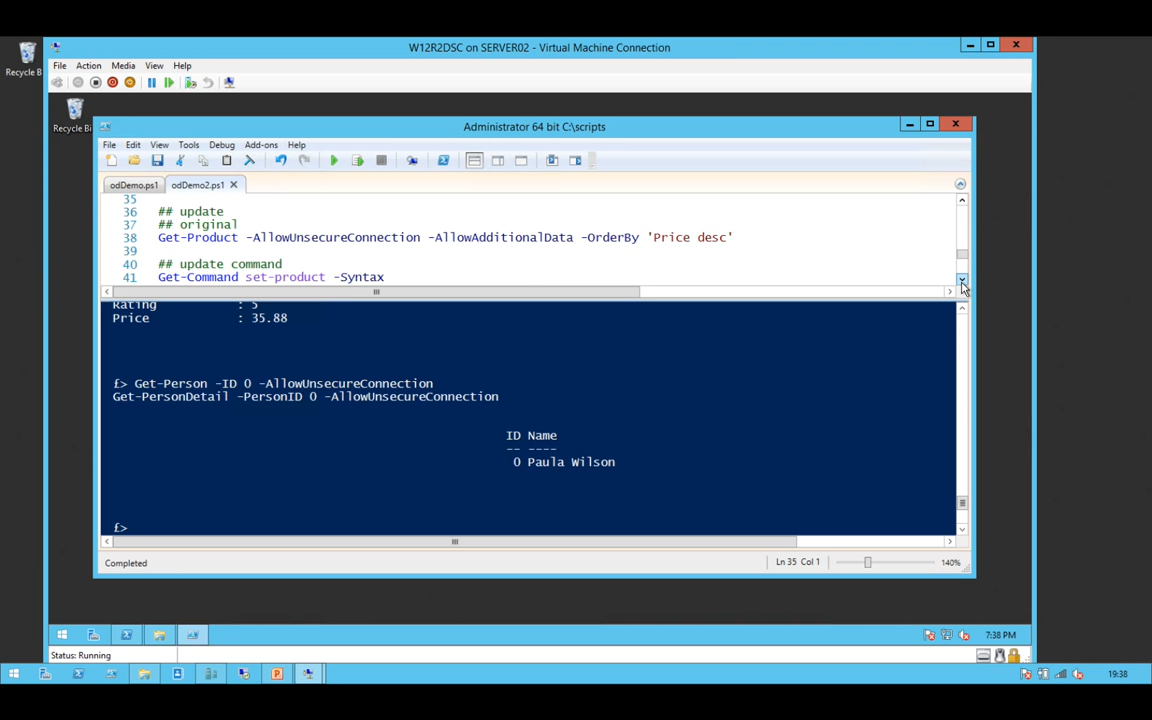 Recycle B
W12R2DSC on SERVER02 - Virtual Machine Connection
File Action Media View Help
Recycle Bi
Administrator 64 bit C:\scripts
File Edit View Tools Debug Add-ons Help
odDemo.ps1 odDemo2.ps1
35
36 ## update
37 ## original
38 Get-Product -AllowUnsecureConnection -AllowAdditionalData -OrderBy 'Price desc'
39
40 ## update command
41 Get-Command set-product -Syntax
Rating : 5
Price : 35.88
£> Get-Person -ID 0 -AllowUnsecureConnection
Get-PersonDetail -PersonID 0 -AllowUnsecureConnection
ID Name
-- ----
0 Paula Wilson
£>
Completed Ln 35 Col 1 140%
7:38 PM
Status: Running
19:38